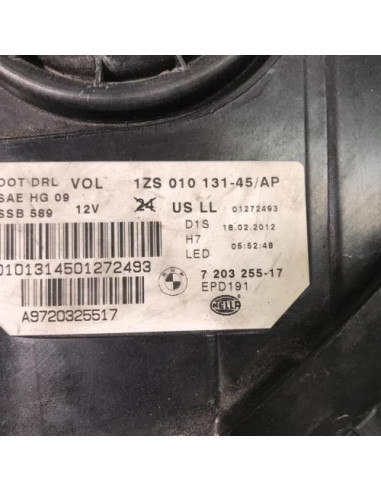 DOT DRL VOL 1ZS 010 131-45/AP
SAE HG 09
SSB 589 12V 24 US LL 01272493
D1S 18.02.2012
H7 05:52:48
LED
0101314501272493
7 203 255-17
EPD191
A9720325517
HELLA